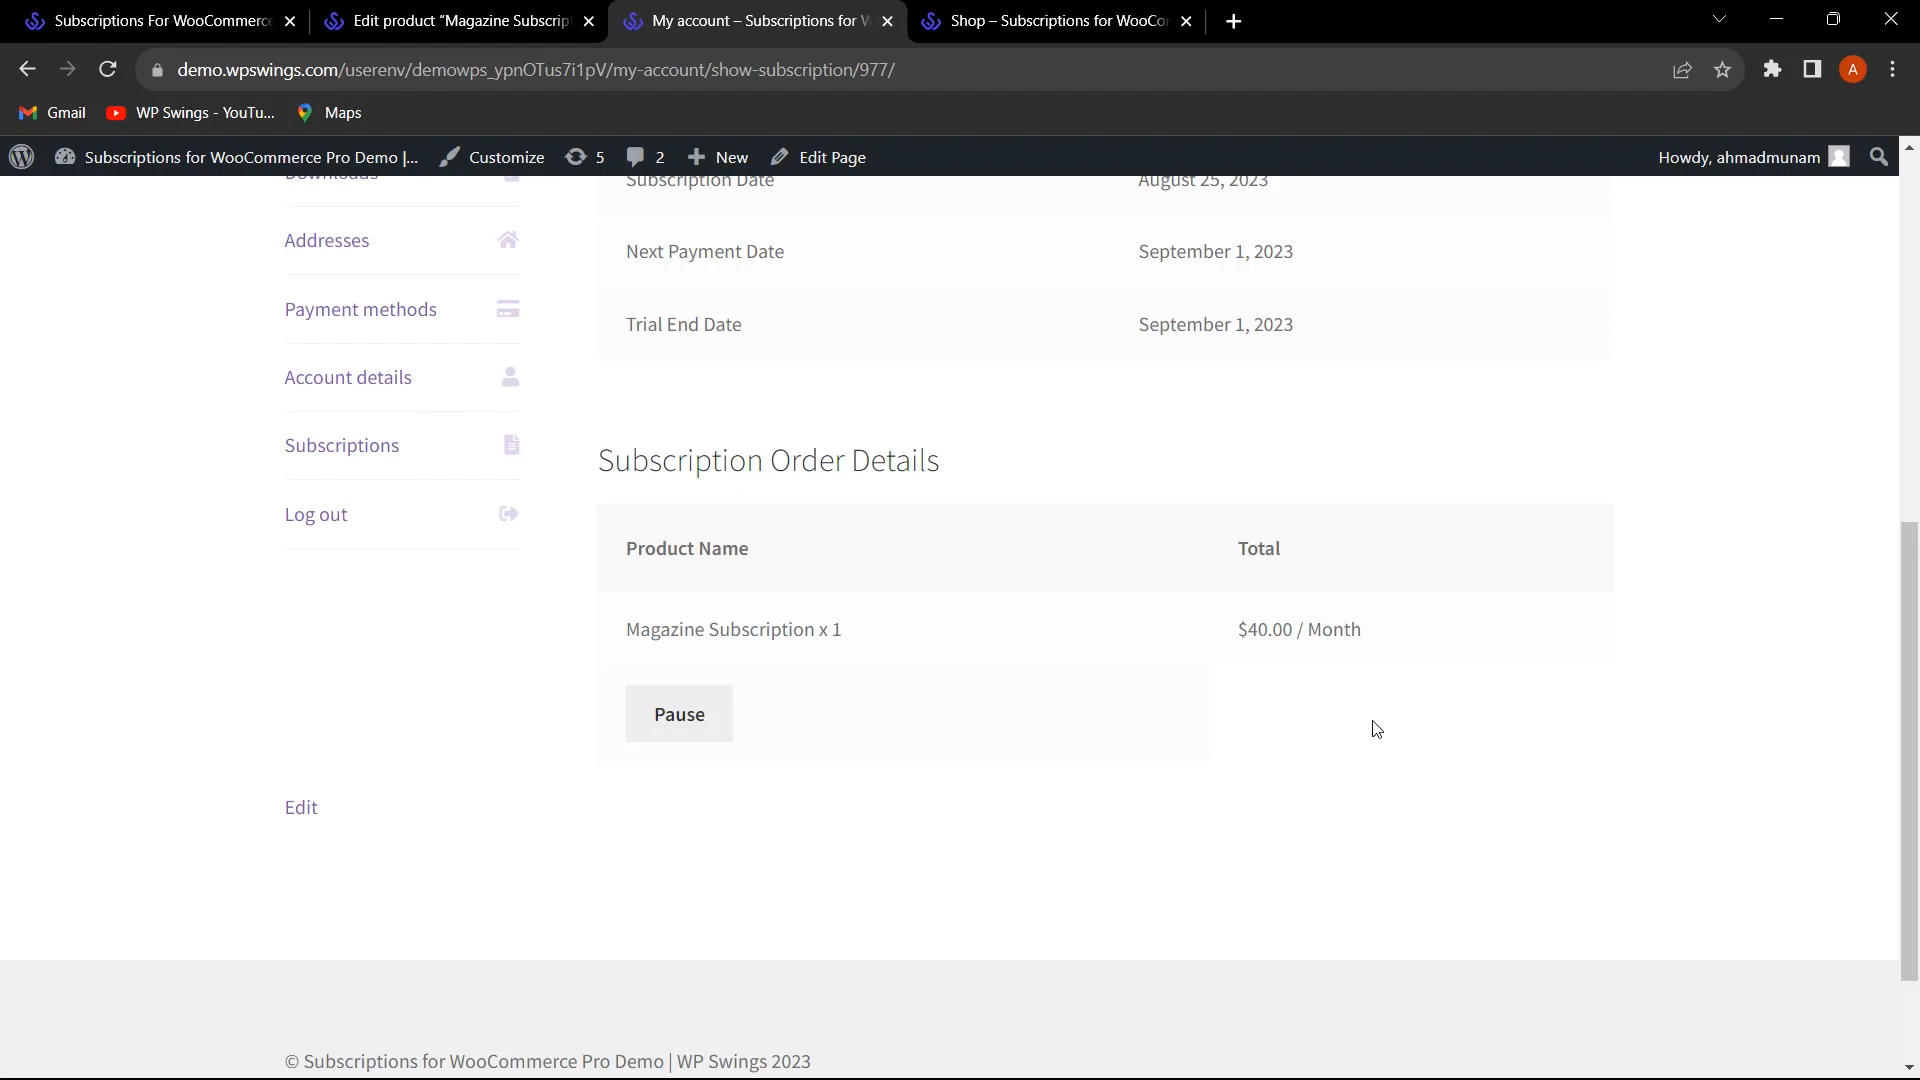 Subscriptions For WooCommerce
Edit product “Magazine Subscript
My account – Subscriptions for W
Shop – Subscriptions for WooCor
demo.wpswings.com/userenv/demowps_ypnOTus7i1pV/my-account/show-subscription/977/
A
Gmail
WP Swings - YouTu...
Maps
Subscriptions for WooCommerce Pro Demo |...
Customize
5
2
New
Edit Page
Howdy, ahmadmunam
Downloads
Subscription Date
August 25, 2023
Addresses
Next Payment Date
September 1, 2023
Payment methods
Trial End Date
September 1, 2023
Account details
Subscriptions
Subscription Order Details
Log out
Product Name
Total
Magazine Subscription x 1
$40.00 / Month
Pause
Edit
© Subscriptions for WooCommerce Pro Demo | WP Swings 2023